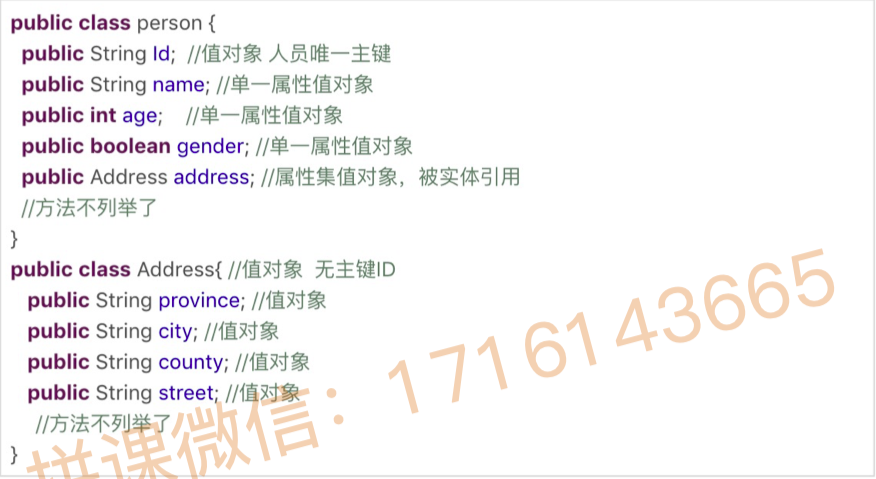 public class person {
public String Id;  //值对象 人员唯一主键
public String name; //单一属性值对象
public int age;    //单一属性值对象
public boolean gender; //单一属性值对象
public Address address; //属性集值对象，被实体引用
//方法不列举了
}
public class Address{ //值对象  无主键ID
public String province; //值对象
public String city; //值对象
public String county; //值对象
public String street; //值对象
//方法不列举了
}
拼课微信：1716143665